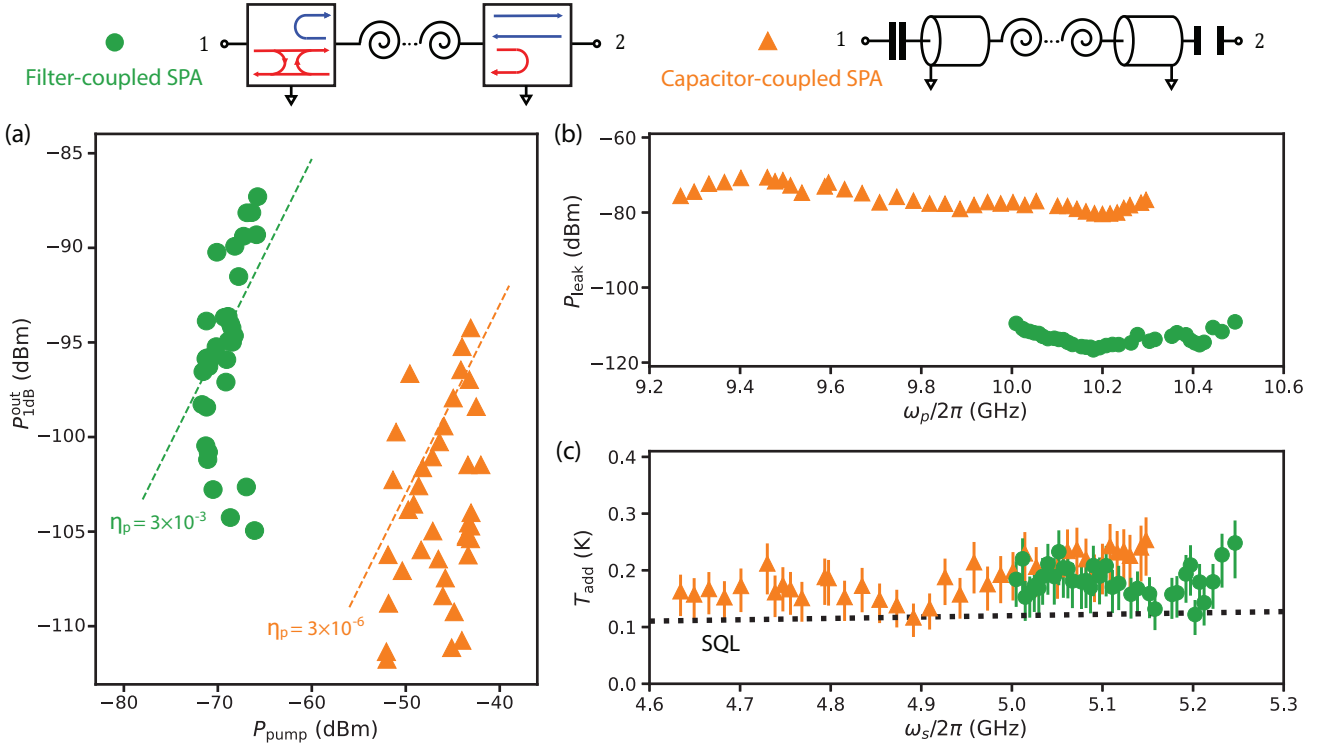 1
2
Filter-coupled SPA
1
2
Capacitor-coupled SPA
(a)
P_1dB^out (dBm)
−85
−90
−95
−100
−105
−110
η_p = 3×10^-3
η_p = 3×10^-6
−80 −70 −60 −50 −40
P_pump (dBm)
(b)
P_leak (dBm)
−60
−80
−100
−120
9.2 9.4 9.6 9.8 10.0 10.2 10.4 10.6
ω_p/2π (GHz)
(c)
T_add (K)
0.4
0.3
0.2
0.1
0.0
SQL
4.6 4.7 4.8 4.9 5.0 5.1 5.2 5.3
ω_s/2π (GHz)